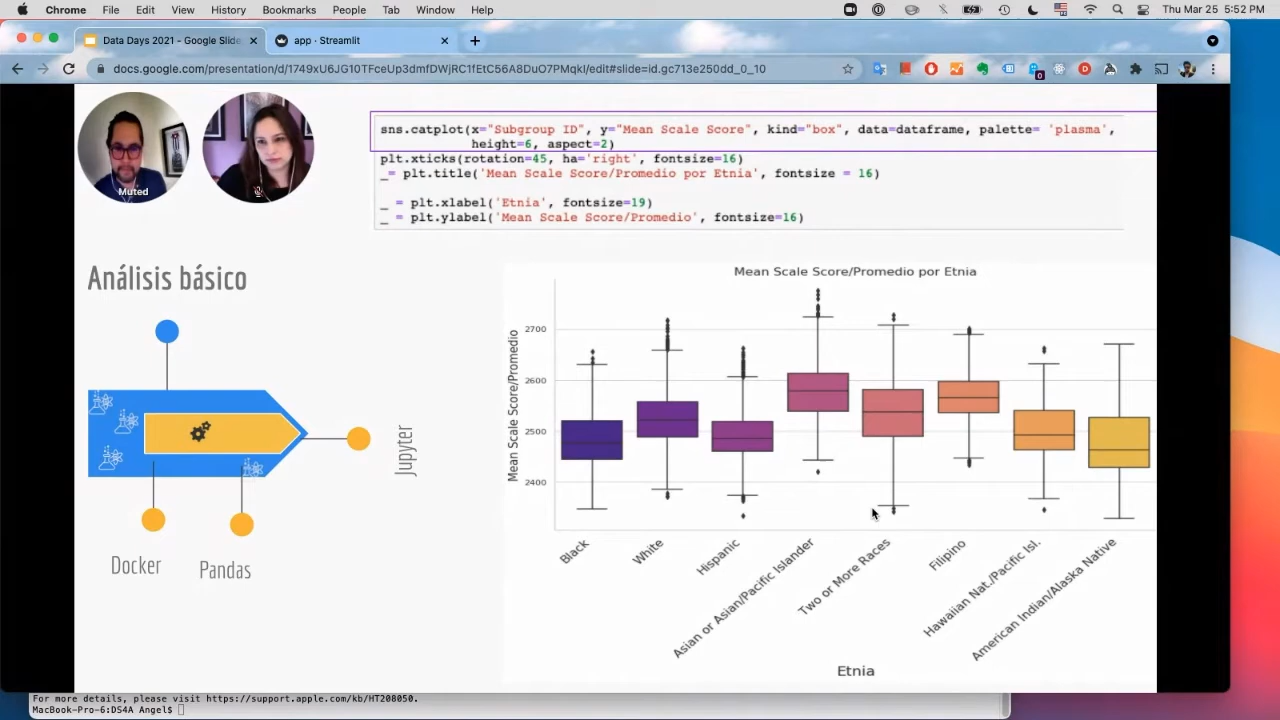 Chrome File Edit View History Bookmarks People Tab Window Help Thu Mar 25 5:52 PM
Data Days 2021 - Google Slide
app · Streamlit
docs.google.com/presentation/d/1749xU6JG10TFceUp3dmfDWjRC1fEtC56A8DuO7PMqkI/edit#slide=id.gc713e250dd_0_10
Muted
sns.catplot(x="Subgroup ID", y="Mean Scale Score", kind="box", data=dataframe, palette= 'plasma',
height=6, aspect=2)
plt.xticks(rotation=45, ha='right', fontsize=16)
_= plt.title('Mean Scale Score/Promedio por Etnia', fontsize = 16)
_ = plt.xlabel('Etnia', fontsize=19)
_ = plt.ylabel('Mean Scale Score/Promedio', fontsize=16)
Análisis básico
Jupyter
Docker
Pandas
Mean Scale Score/Promedio por Etnia
Mean Scale Score/Promedio
2700
2600
2500
2400
Black
White
Hispanic
Asian or Asian/Pacific Islander
Two or More Races
Filipino
Hawaiian Nat./Pacific Isl.
American Indian/Alaska Native
Etnia
For more details, please visit https://support.apple.com/kb/HT208050.
MacBook-Pro-6:DS4A Angel$